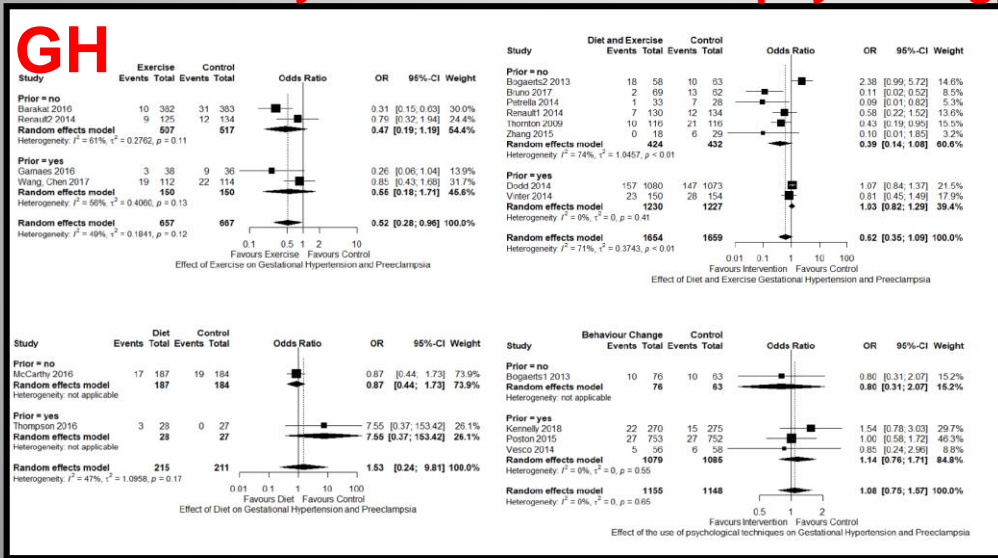 GH
Exercise Control
Study Events Total Events Total Odds Ratio OR 95%-CI Weight
Prior = no
Barakat 2016 10 382 31 383 0.31 [0.15; 0.63] 30.0%
Renault2 2014 9 125 12 134 0.79 [0.32; 1.94] 24.4%
Random effects model 507 517 0.47 [0.19; 1.19] 54.4%
Heterogeneity: I² = 61%, τ² = 0.2762, p = 0.11
Prior = yes
Garnaes 2016 3 38 9 36 0.26 [0.06; 1.04] 13.9%
Wang, Chen 2017 19 112 22 114 0.85 [0.43; 1.68] 31.7%
Random effects model 150 150 0.56 [0.18; 1.71] 45.6%
Heterogeneity: I² = 56%, τ² = 0.4060, p = 0.13
Random effects model 657 667 0.52 [0.28; 0.96] 100.0%
Heterogeneity: I² = 49%, τ² = 0.1841, p = 0.12
0.1 0.5 1 2 10
Favours Exercise Favours Control
Effect of Exercise on Gestational Hypertension and Preeclampsia
Diet and Exercise Control
Study Events Total Events Total Odds Ratio OR 95%-CI Weight
Prior = no
Bogaerts2 2013 18 58 10 63 2.38 [0.99; 5.72] 14.6%
Bruno 2017 2 69 13 62 0.11 [0.02; 0.52] 8.5%
Petrella 2014 1 33 7 28 0.09 [0.01; 0.82] 5.3%
Renault1 2014 7 130 12 134 0.58 [0.22; 1.52] 13.5%
Thornton 2009 10 116 21 116 0.43 [0.19; 0.95] 15.5%
Zhang 2015 0 18 6 29 0.10 [0.01; 1.85] 3.2%
Random effects model 424 432 0.39 [0.14; 1.08] 60.6%
Heterogeneity: I² = 74%, τ² = 1.0457, p < 0.01
Prior = yes
Dodd 2014 157 1080 147 1073 1.07 [0.84; 1.37] 21.5%
Vinter 2014 23 150 28 154 0.81 [0.45; 1.49] 17.9%
Random effects model 1230 1227 1.03 [0.82; 1.29] 39.4%
Heterogeneity: I² = 0%, τ² = 0, p = 0.41
Random effects model 1654 1659 0.62 [0.35; 1.09] 100.0%
Heterogeneity: I² = 71%, τ² = 0.3743, p < 0.01
0.01 0.1 1 10 100
Favours Intervention Favours Control
Effect of Diet and Exercise Gestational Hypertension and Preeclampsia
Diet Control
Study Events Total Events Total Odds Ratio OR 95%-CI Weight
Prior = no
McCarthy 2016 17 187 19 184 0.87 [0.44; 1.73] 73.9%
Random effects model 187 184 0.87 [0.44; 1.73] 73.9%
Heterogeneity: not applicable
Prior = yes
Thompson 2016 3 28 0 27 7.55 [0.37; 153.42] 26.1%
Random effects model 28 27 7.55 [0.37; 153.42] 26.1%
Heterogeneity: not applicable
Random effects model 215 211 1.53 [0.24; 9.81] 100.0%
Heterogeneity: I² = 47%, τ² = 1.0958, p = 0.17
0.01 0.1 1 10 100
Favours Diet Favours Control
Effect of Diet on Gestational Hypertension and Preeclampsia
Behaviour Change Control
Study Events Total Events Total Odds Ratio OR 95%-CI Weight
Prior = no
Bogaerts1 2013 10 76 10 63 0.80 [0.31; 2.07] 15.2%
Random effects model 76 63 0.80 [0.31; 2.07] 15.2%
Heterogeneity: not applicable
Prior = yes
Kennelly 2018 22 270 15 275 1.54 [0.78; 3.03] 29.7%
Poston 2015 27 753 27 752 1.00 [0.58; 1.72] 46.3%
Vesco 2014 5 56 6 58 0.85 [0.24; 2.96] 8.8%
Random effects model 1079 1085 1.14 [0.76; 1.71] 84.8%
Heterogeneity: I² = 0%, τ² = 0, p = 0.55
Random effects model 1155 1148 1.08 [0.75; 1.57] 100.0%
Heterogeneity: I² = 0%, τ² = 0, p = 0.65
0.5 1 2
Favours Intervention Favours Control
Effect of the use of psychological techniques on Gestational Hypertension and Preeclampsia